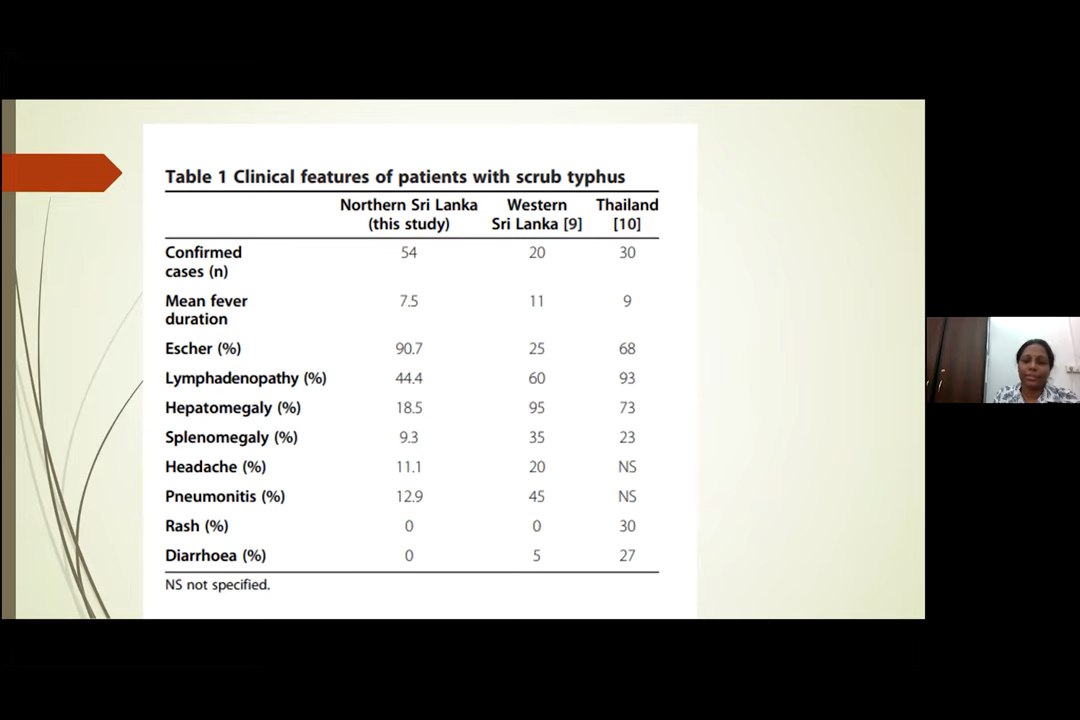 Table 1 Clinical features of patients with scrub typhus
Northern Sri Lanka (this study) Western Sri Lanka [9] Thailand [10]
Confirmed cases (n) 54 20 30
Mean fever duration 7.5 11 9
Escher (%) 90.7 25 68
Lymphadenopathy (%) 44.4 60 93
Hepatomegaly (%) 18.5 95 73
Splenomegaly (%) 9.3 35 23
Headache (%) 11.1 20 NS
Pneumonitis (%) 12.9 45 NS
Rash (%) 0 0 30
Diarrhoea (%) 0 5 27
NS not specified.